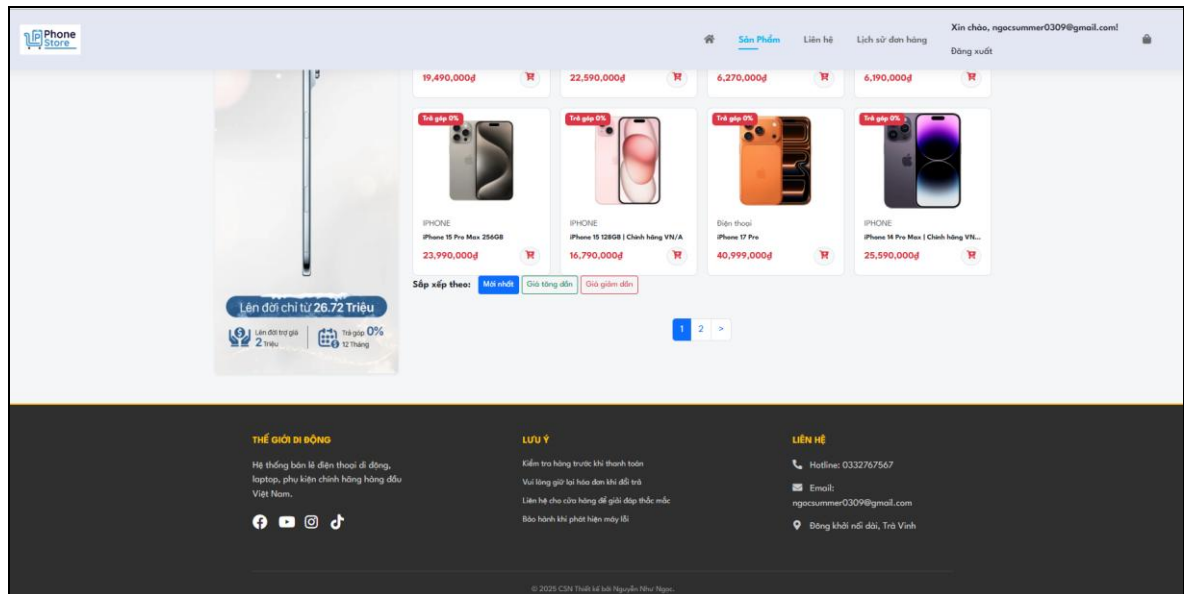 Phone
Store
Sản Phẩm
Liên hệ
Lịch sử đơn hàng
Xin chào, ngocsummer0309@gmail.com!
Đăng xuất
19,490,000₫
22,590,000₫
6,270,000₫
6,190,000₫
Trả góp 0%
Trả góp 0%
Trả góp 0%
Trả góp 0%
IPHONE
IPHONE
Điện thoại
IPHONE
iPhone 15 Pro Max 256GB
iPhone 15 128GB | Chính hãng VN/A
iPhone 17 Pro
iPhone 14 Pro Max | Chính hãng VN...
23,990,000₫
16,790,000₫
40,999,000₫
25,590,000₫
Sắp xếp theo:
Mới nhất
Giá tăng dần
Giá giảm dần
Lên đời chỉ từ 26.72 Triệu
Lên đời trợ giá
2 Triệu
Trả góp 0%
12 Tháng
1
2
>
THẾ GIỚI DI ĐỘNG
Hệ thống bán lẻ điện thoại di động,
laptop, phụ kiện chính hãng hàng đầu
Việt Nam.
LƯU Ý
Kiểm tra hàng trước khi thanh toán
Vui lòng giữ lại hóa đơn khi đổi trả
Liên hệ cho cửa hàng để giải đáp thắc mắc
Bảo hành khi phát hiện máy lỗi
LIÊN HỆ
Hotline: 0332767567
Email:
ngocsummer0309@gmail.com
Đồng khởi nối dài, Trà Vinh
© 2025 CSN Thiết kế bởi Nguyễn Như Ngọc.